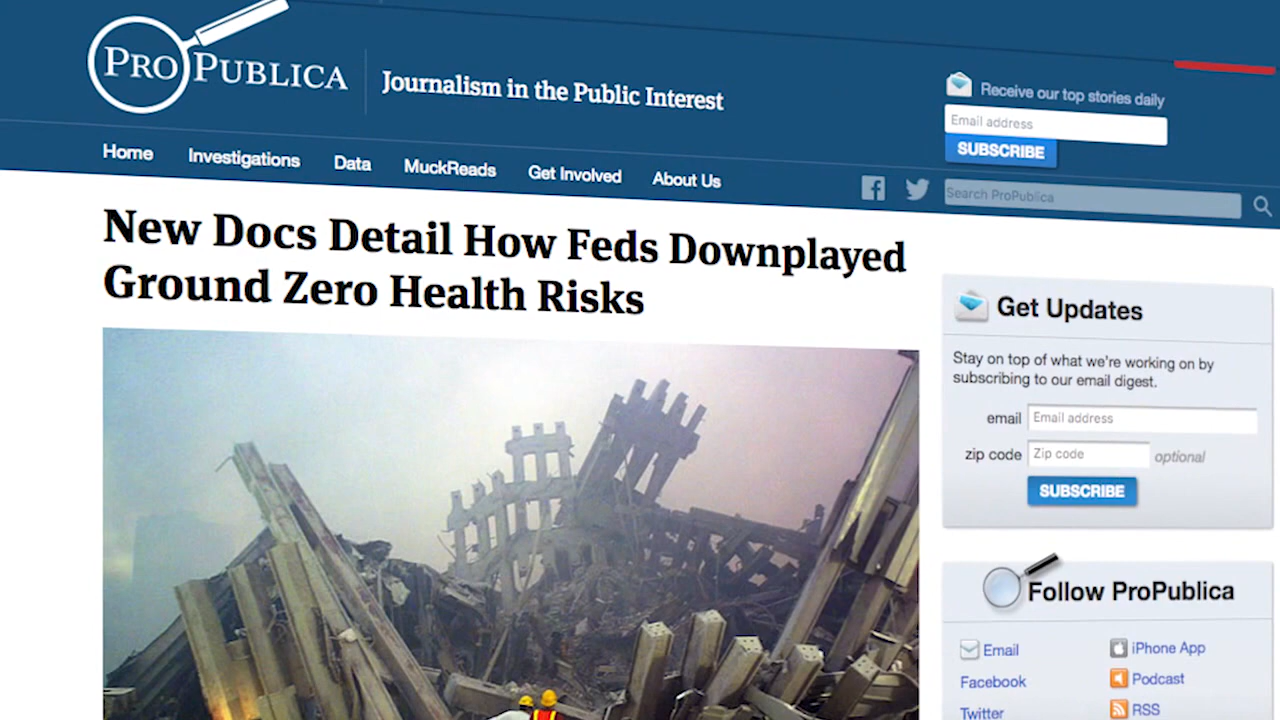 PROPUBLICA
Journalism in the Public Interest
Receive our top stories daily
Email address
SUBSCRIBE
Home Investigations Data MuckReads Get Involved About Us
Search ProPublica
New Docs Detail How Feds Downplayed
Ground Zero Health Risks
Get Updates
Stay on top of what we're working on by
subscribing to our email digest.
email Email address
zip code Zip code optional
SUBSCRIBE
Follow ProPublica
Email iPhone App
Facebook Podcast
Twitter RSS